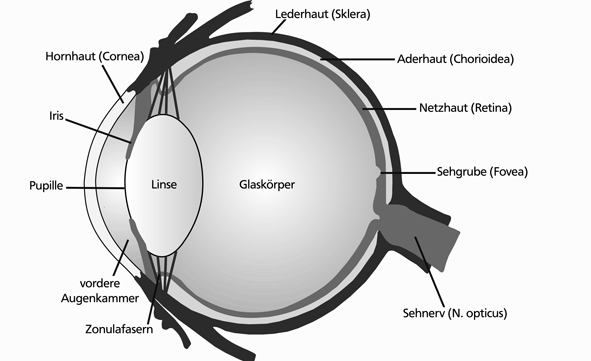 Lederhaut (Sklera)
Hornhaut (Cornea)
Aderhaut (Chorioidea)
Netzhaut (Retina)
Iris
Sehgrube (Fovea)
Pupille
Linse
Glaskörper
vordere
Augenkammer
Sehnerv (N. opticus)
Zonulafasern